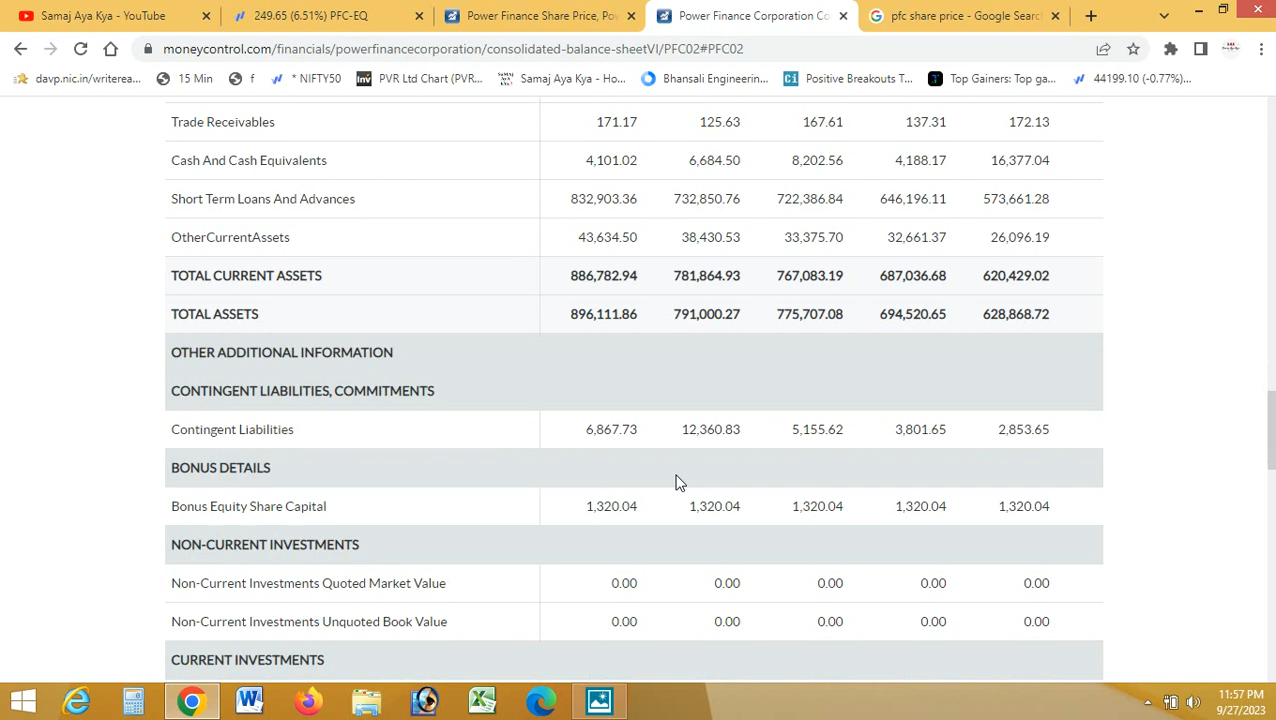 Samaj Aya Kya - YouTube
249.65 (6.51%) PFC-EQ
Power Finance Share Price, Po
Power Finance Corporation Co
pfc share price - Google Searc
moneycontrol.com/financials/powerfinancecorporation/consolidated-balance-sheetVI/PFC02#PFC02
davp.nic.in/writerea...
15 Min
f
* NIFTY50
Inv PVR Ltd Chart (PVR...
Samaj Aya Kya - Ho...
Bhansali Engineerin...
Ci Positive Breakouts T...
Top Gainers: Top ga...
44199.10 (-0.77%)...
Trade Receivables 171.17 125.63 167.61 137.31 172.13
Cash And Cash Equivalents 4,101.02 6,684.50 8,202.56 4,188.17 16,377.04
Short Term Loans And Advances 832,903.36 732,850.76 722,386.84 646,196.11 573,661.28
OtherCurrentAssets 43,634.50 38,430.53 33,375.70 32,661.37 26,096.19
TOTAL CURRENT ASSETS 886,782.94 781,864.93 767,083.19 687,036.68 620,429.02
TOTAL ASSETS 896,111.86 791,000.27 775,707.08 694,520.65 628,868.72
OTHER ADDITIONAL INFORMATION
CONTINGENT LIABILITIES, COMMITMENTS
Contingent Liabilities 6,867.73 12,360.83 5,155.62 3,801.65 2,853.65
BONUS DETAILS
Bonus Equity Share Capital 1,320.04 1,320.04 1,320.04 1,320.04 1,320.04
NON-CURRENT INVESTMENTS
Non-Current Investments Quoted Market Value 0.00 0.00 0.00 0.00 0.00
Non-Current Investments Unquoted Book Value 0.00 0.00 0.00 0.00 0.00
CURRENT INVESTMENTS
11:57 PM
9/27/2023